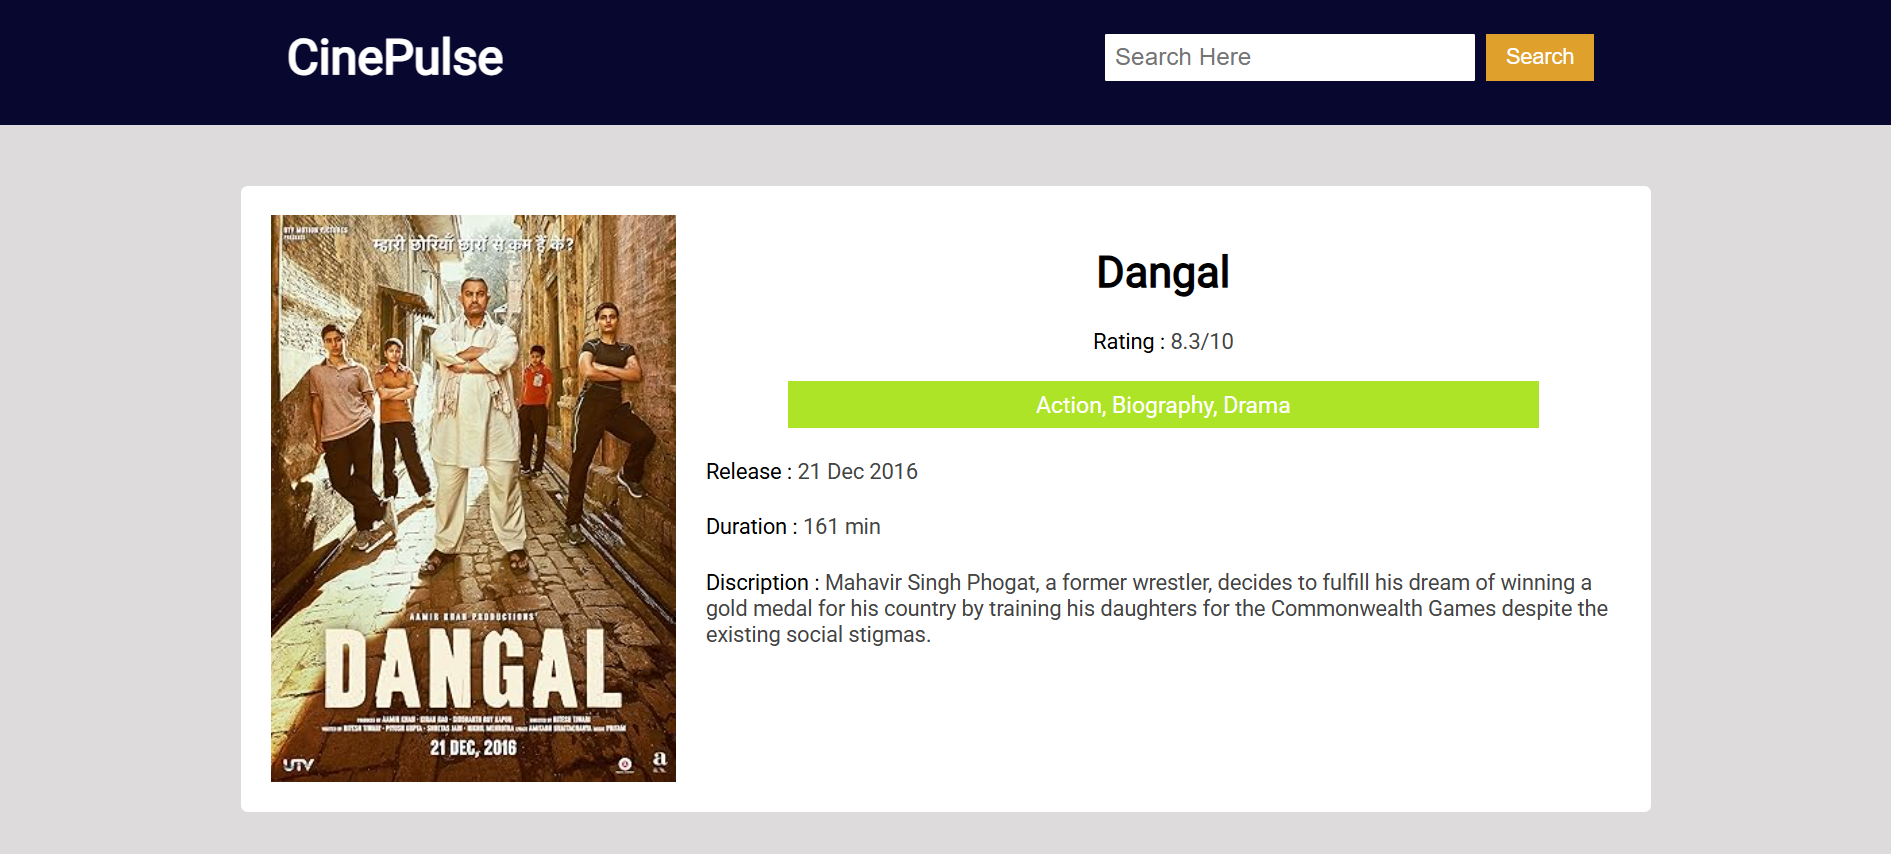 CinePulse
Search Here
Search
UTV MOTION PICTURES
PRESENTS
म्हारी छोरियाँ छोरों से कम हैं के?
AAMIR KHAN PRODUCTIONS
DANGAL
21 DEC, 2016
UTV
Dangal
Rating : 8.3/10
Action, Biography, Drama
Release : 21 Dec 2016
Duration : 161 min
Discription : Mahavir Singh Phogat, a former wrestler, decides to fulfill his dream of winning a
gold medal for his country by training his daughters for the Commonwealth Games despite the
existing social stigmas.